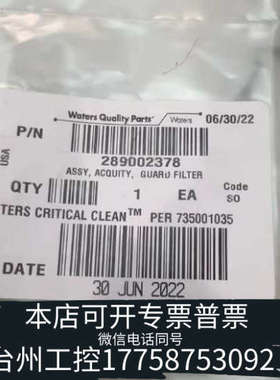 Waters Quality Parts™ Waters 06/30/22
P/N
289002378
USA
ASSY, ACQUITY, GUARD FILTER
QTY 1 EA Code SO
TERS CRITICAL CLEAN™ PER 735001035
DATE
30 JUN 2022
本店可开专票普票
微信电话同号
台州工控17758753092